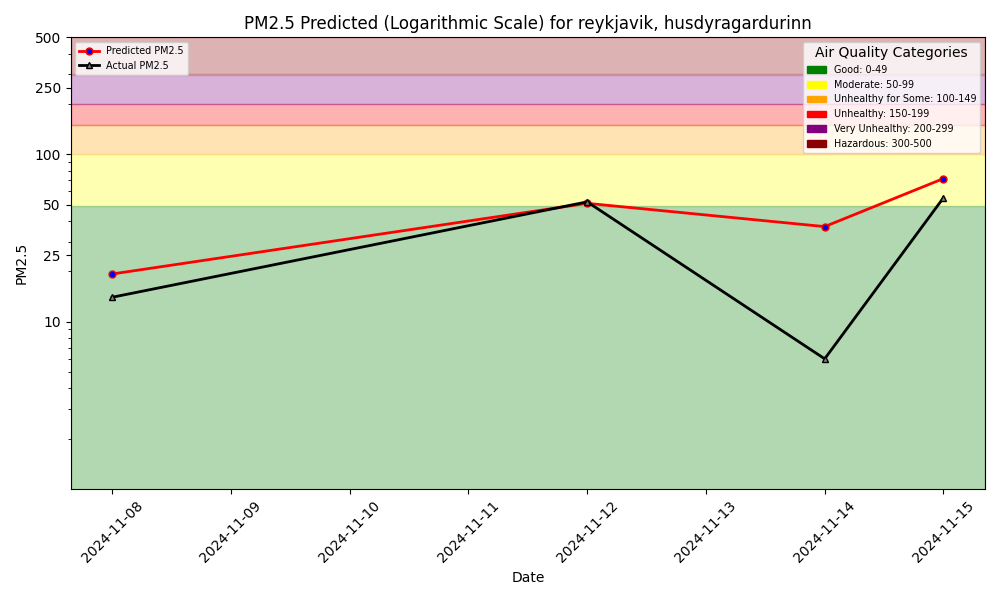 PM2.5 Predicted (Logarithmic Scale) for reykjavik, husdyragardurinn
Predicted PM2.5
Actual PM2.5
Air Quality Categories
Good: 0-49
Moderate: 50-99
Unhealthy for Some: 100-149
Unhealthy: 150-199
Very Unhealthy: 200-299
Hazardous: 300-500
500
250
100
50
25
10
PM2.5
2024-11-08
2024-11-09
2024-11-10
2024-11-11
2024-11-12
2024-11-13
2024-11-14
2024-11-15
Date